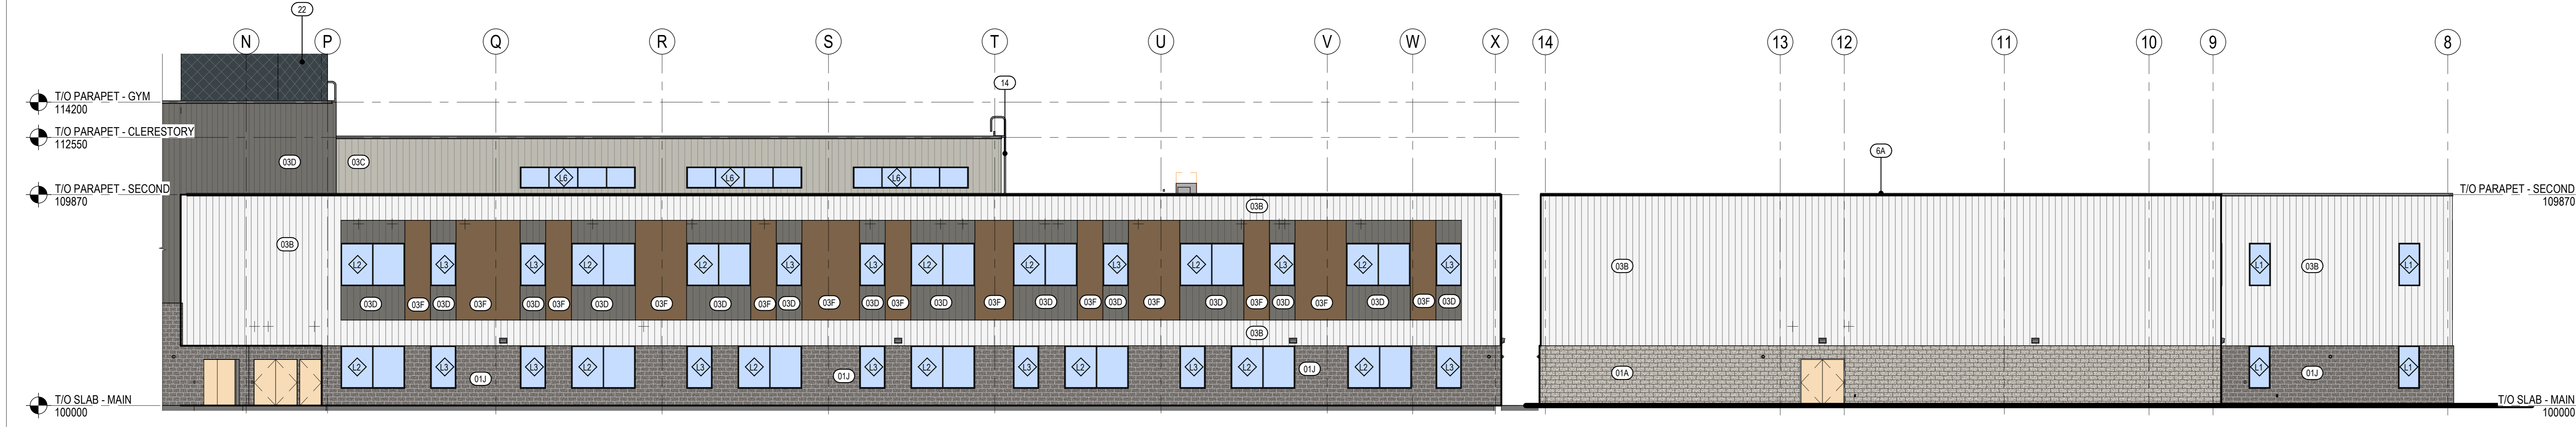 22
N P Q R S T U V W X 14 13 12 11 10 9 8
14
T/O PARAPET - GYM
114200
T/O PARAPET - CLERESTORY
112550
6A
03D 03C
L6 L6 L6
T/O PARAPET - SECOND
109870
T/O PARAPET - SECOND
109870
03B
03B
L2 L3 L3 L2 L2 L3 L3 L2 L2 L3 L2 L3 L2 L3
03B L1 03B L1
03D 03F 03D 03F 03D 03F 03D 03F 03D 03F 03D 03F 03D 03F 03D 03F 03D 03F 03D 03F 03D 03F 03D 03F 03D 03F 03D
03B
L2 L3 L3 L2 L3 L2 L3 L2 L3 L2 L3 L2 L2 L3
L1 L1
01J 01J 01J
01A 01J
T/O SLAB - MAIN
100000
T/O SLAB - MAIN
100000